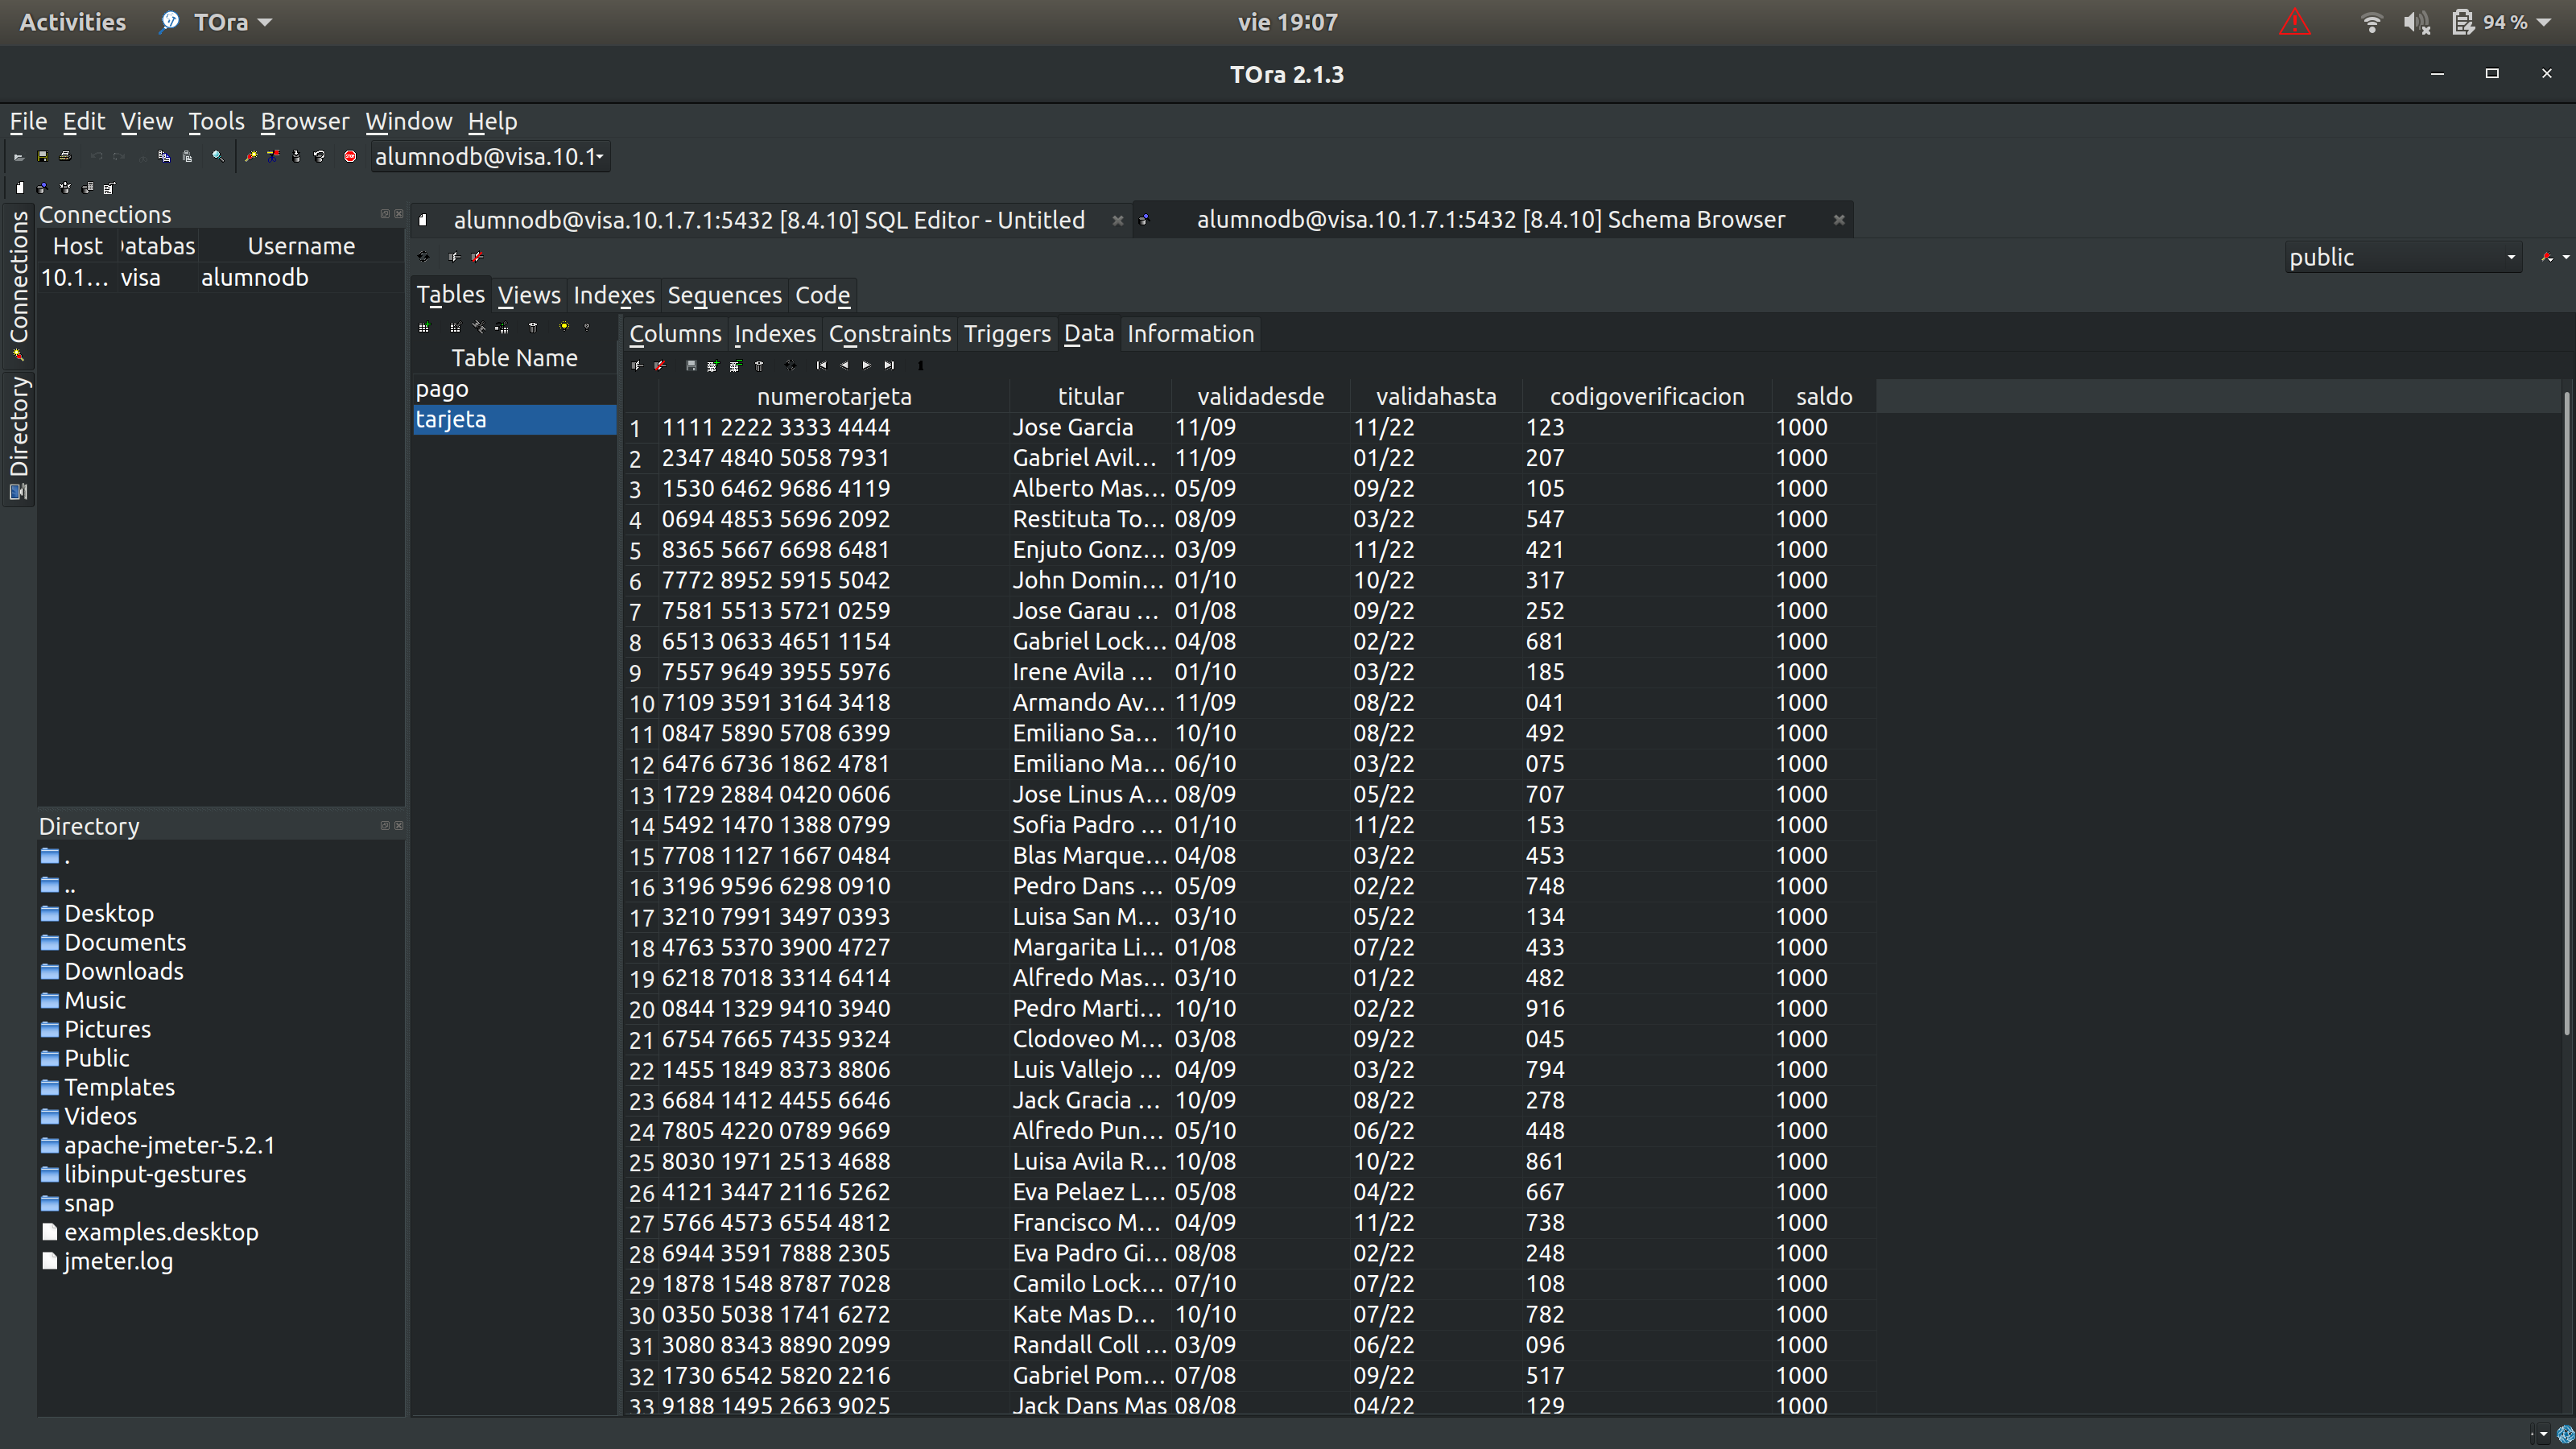 Activities TOra vie 19:07 94 %
TOra 2.1.3
File Edit View Tools Browser Window Help
alumnodb@visa.10.1
Connections
Directory
Connections
Host Databas Username
10.1... visa alumnodb
alumnodb@visa.10.1.7.1:5432 [8.4.10] SQL Editor - Untitled alumnodb@visa.10.1.7.1:5432 [8.4.10] Schema Browser
public
Tables Views Indexes Sequences Code
Table Name
pago
tarjeta
Columns Indexes Constraints Triggers Data Information
numerotarjeta titular validadesde validahasta codigoverificacion saldo
1 1111 2222 3333 4444 Jose Garcia 11/09 11/22 123 1000
2 2347 4840 5058 7931 Gabriel Avil... 11/09 01/22 207 1000
3 1530 6462 9686 4119 Alberto Mas... 05/09 09/22 105 1000
4 0694 4853 5696 2092 Restituta To... 08/09 03/22 547 1000
5 8365 5667 6698 6481 Enjuto Gonz... 03/09 11/22 421 1000
6 7772 8952 5915 5042 John Domin... 01/10 10/22 317 1000
7 7581 5513 5721 0259 Jose Garau ... 01/08 09/22 252 1000
8 6513 0633 4651 1154 Gabriel Lock... 04/08 02/22 681 1000
9 7557 9649 3955 5976 Irene Avila ... 01/10 03/22 185 1000
10 7109 3591 3164 3418 Armando Av... 11/09 08/22 041 1000
11 0847 5890 5708 6399 Emiliano Sa... 10/10 08/22 492 1000
12 6476 6736 1862 4781 Emiliano Ma... 06/10 03/22 075 1000
13 1729 2884 0420 0606 Jose Linus A... 08/09 05/22 707 1000
14 5492 1470 1388 0799 Sofia Padro ... 01/10 11/22 153 1000
15 7708 1127 1667 0484 Blas Marque... 04/08 03/22 453 1000
16 3196 9596 6298 0910 Pedro Dans ... 05/09 02/22 748 1000
17 3210 7991 3497 0393 Luisa San M... 03/10 05/22 134 1000
18 4763 5370 3900 4727 Margarita Li... 01/08 07/22 433 1000
19 6218 7018 3314 6414 Alfredo Mas... 03/10 01/22 482 1000
20 0844 1329 9410 3940 Pedro Marti... 10/10 02/22 916 1000
21 6754 7665 7435 9324 Clodoveo M... 03/08 09/22 045 1000
22 1455 1849 8373 8806 Luis Vallejo ... 04/09 03/22 794 1000
23 6684 1412 4455 6646 Jack Gracia ... 10/09 08/22 278 1000
24 7805 4220 0789 9669 Alfredo Pun... 05/10 06/22 448 1000
25 8030 1971 2513 4688 Luisa Avila R... 10/08 10/22 861 1000
26 4121 3447 2116 5262 Eva Pelaez L... 05/08 04/22 667 1000
27 5766 4573 6554 4812 Francisco M... 04/09 11/22 738 1000
28 6944 3591 7888 2305 Eva Padro Gi... 08/08 02/22 248 1000
29 1878 1548 8787 7028 Camilo Lock... 07/10 07/22 108 1000
30 0350 5038 1741 6272 Kate Mas D... 10/10 07/22 782 1000
31 3080 8343 8890 2099 Randall Coll ... 03/09 06/22 096 1000
32 1730 6542 5820 2216 Gabriel Pom... 07/08 09/22 517 1000
33 9188 1495 2663 9025 Jack Dans Mas 08/08 04/22 129 1000
Directory
.
..
Desktop
Documents
Downloads
Music
Pictures
Public
Templates
Videos
apache-jmeter-5.2.1
libinput-gestures
snap
examples.desktop
jmeter.log